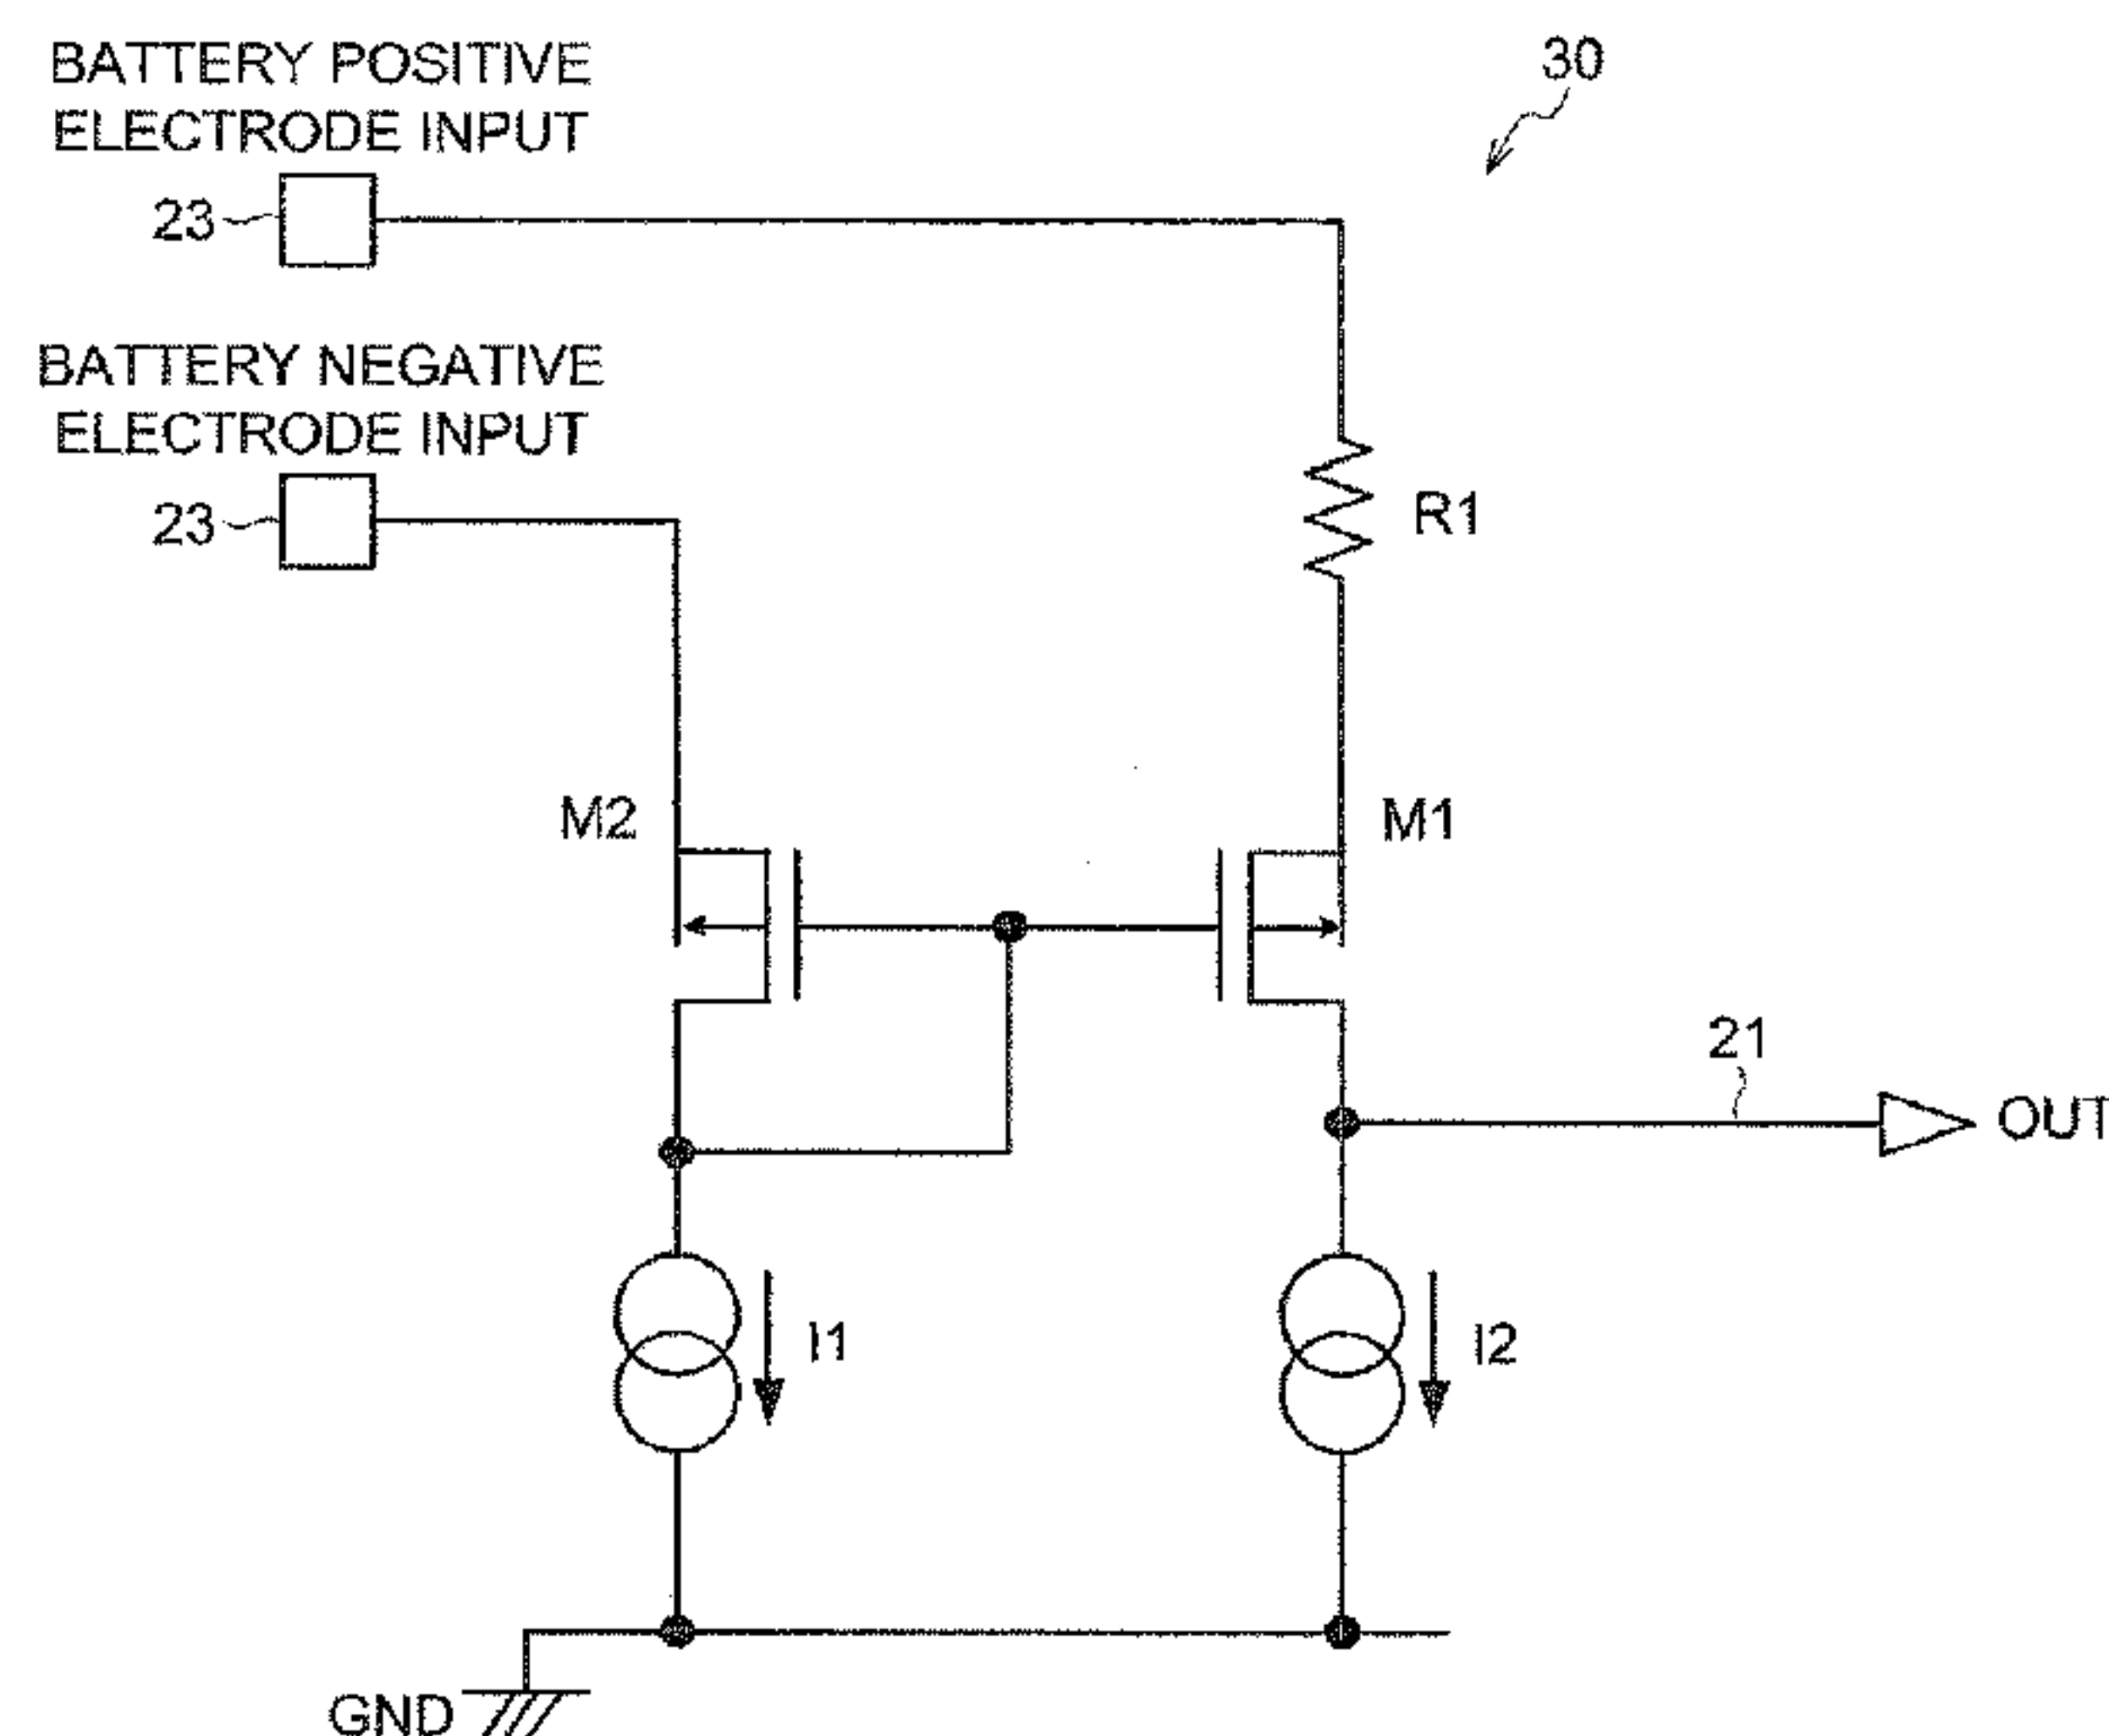 BATTERY POSITIVE
ELECTRODE INPUT
30
23
BATTERY NEGATIVE
ELECTRODE INPUT
23
R1
M2
M1
21
OUT
I1
I2
GND